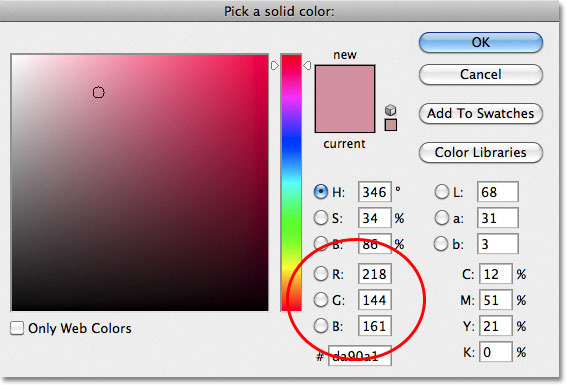 Pick a solid color:
new
current
OK
Cancel
Add To Swatches
Color Libraries
H: 346 °
S: 34 %
B: 86 %
R: 218
G: 144
B: 161
# da90a1
L: 68
a: 31
b: 3
C: 12 %
M: 51 %
Y: 21 %
K: 0 %
Only Web Colors